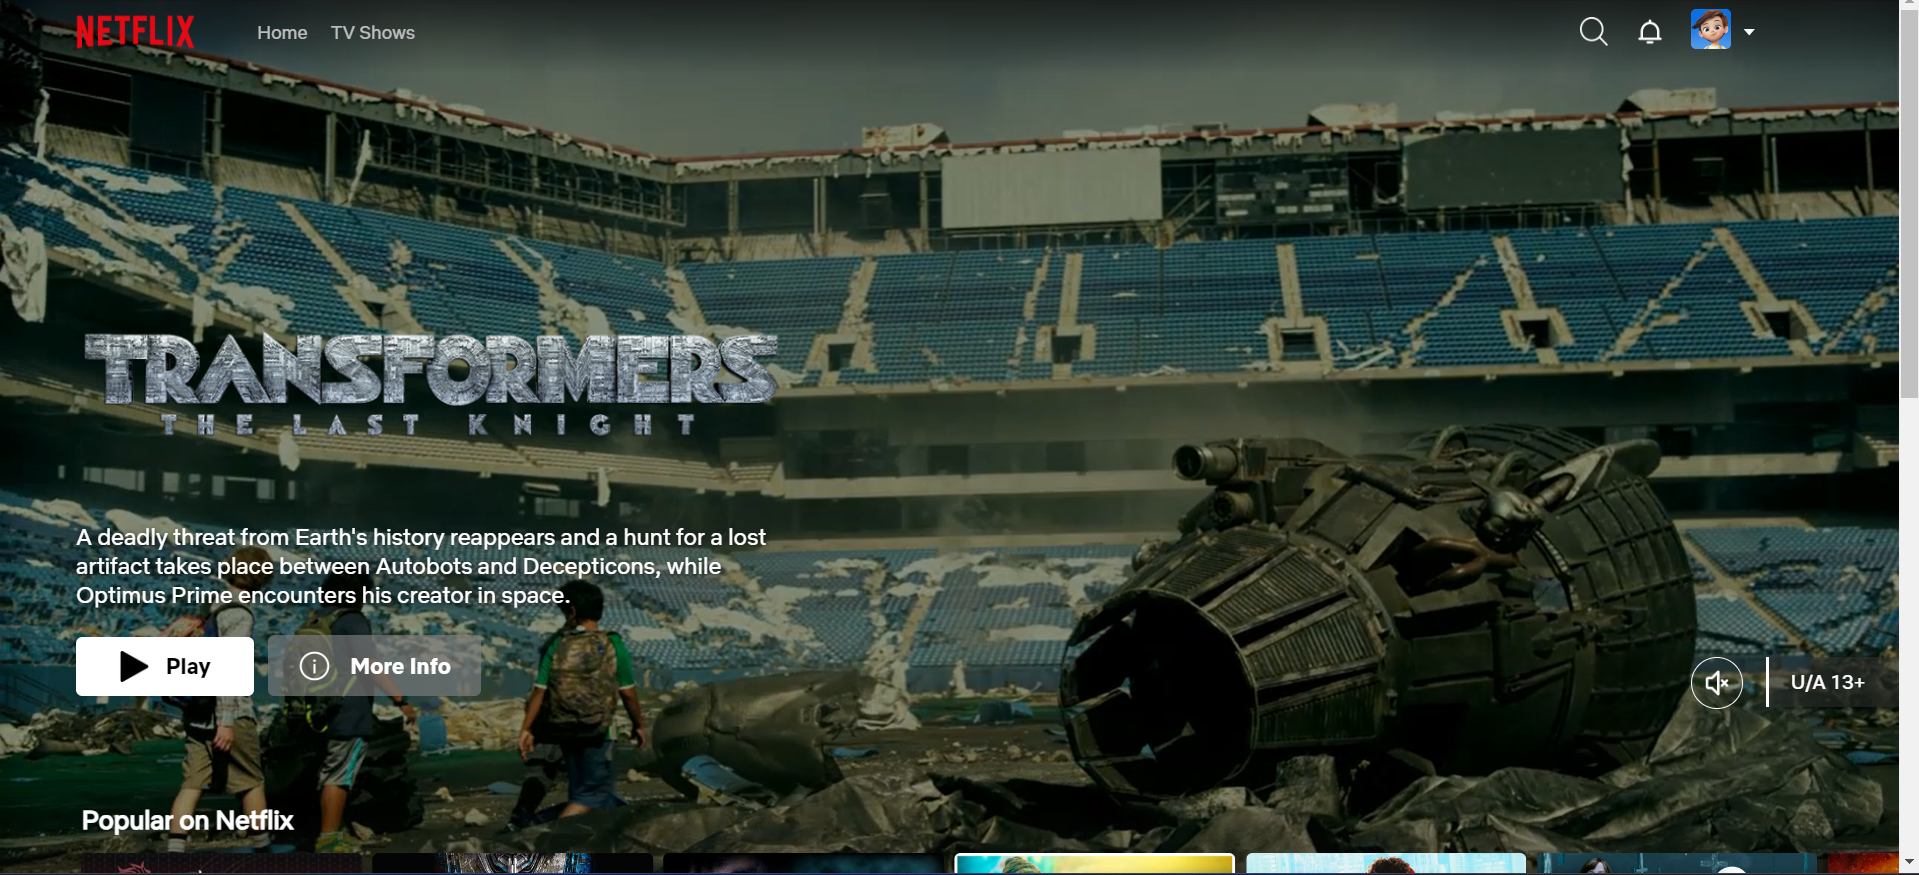 NETFLIX
Home TV Shows
TRANSFORMERS
THE LAST KNIGHT
A deadly threat from Earth's history reappears and a hunt for a lost
artifact takes place between Autobots and Decepticons, while
Optimus Prime encounters his creator in space.
Play
More Info
U/A 13+
Popular on Netflix